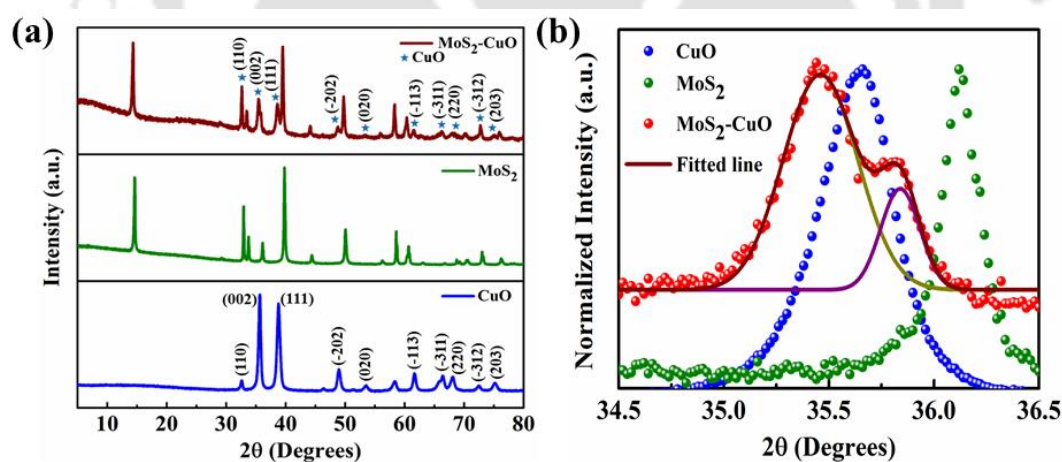 (a)
MoS2-CuO
★ CuO
(110)
(002)
(111)
(-202)
(020)
(-113)
(-311)
(220)
(-312)
(203)
MoS2
CuO
(002)
(111)
(110)
(-202)
(020)
(-113)
(-311)
(220)
(-312)
(203)
Intensity (a.u.)
10 20 30 40 50 60 70 80
2θ (Degrees)
(b)
CuO
MoS2
MoS2-CuO
Fitted line
Normalized Intensity (a.u.)
34.5 35.0 35.5 36.0 36.5
2θ (Degrees)